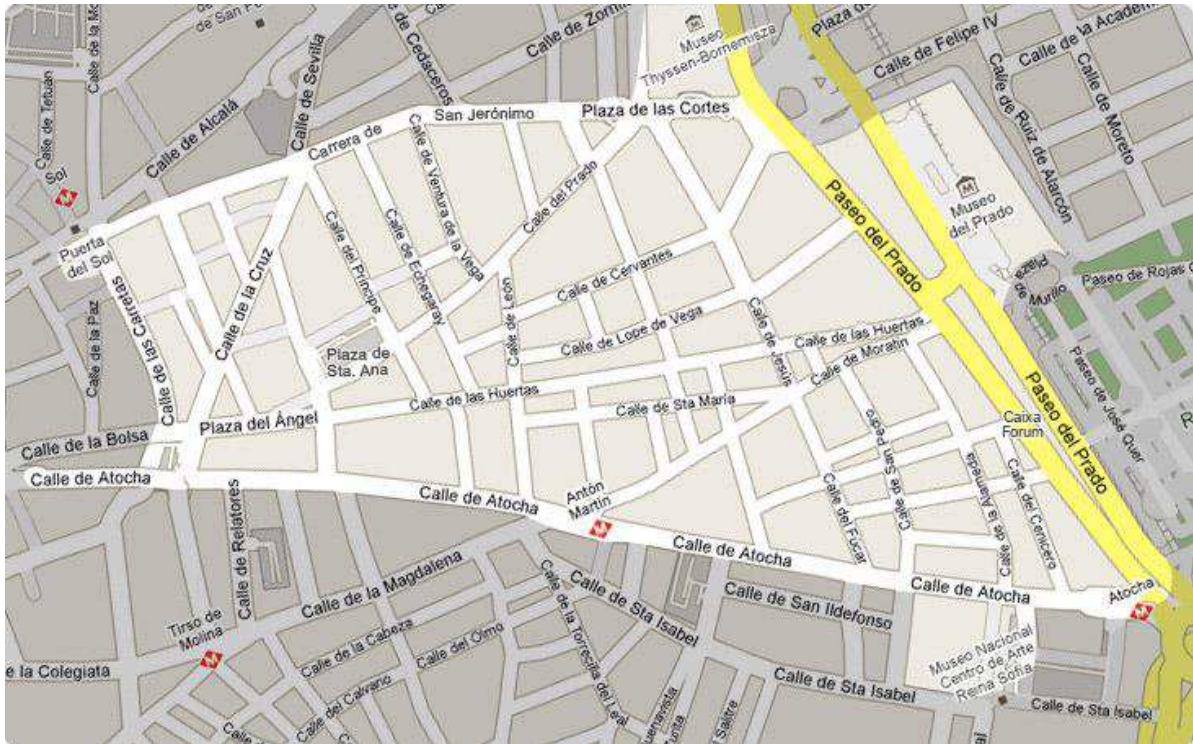 Calle de la Mo
de San Fe
Calle de Sevilla
Calle de Cedaceros
Calle de Zorril
Museo
Thyssen-Bornemisza
Plaza de
Calle de Felipe IV
Calle de la Academ
Calle de Tetuan
Calle de Alcalá
Carrera de
San Jerónimo
Plaza de las Cortes
Calle de Ruiz de Alarcón
Calle de Moreto
Sol
Calle de Ventura de la Vega
Calle del Prado
Paseo del Prado
Museo
del Prado
Puerta
del Sol
Calle de la Cruz
Calle del Príncipe
Calle de Echegaray
Calle de León
Calle de Cervantes
Plaza
de Murillo
Paseo de Rojas
Calle de la Paz
Calle de las Carretas
Plaza de
Sta. Ana
Calle de Lope de Vega
Calle de Jesús
Calle de las Huertas
Calle de Moratín
Calle de las Huertas
Calle de Sta María
Paseo del Prado
Paseo de José Quer
Plaza del Ángel
Calle de la Bolsa
Calle de San Pedro
Caixa
Forum
Calle de Atocha
Calle de Atocha
Antón
Martín
Calle del Fúcar
Calle de la Alameda
Calle del Cenicero
Calle de Relatores
Calle de Atocha
Calle de Atocha
Atocha
Calle de la Magdalena
Calle de Sta Isabel
Calle de San Ildefonso
Tirso de
Molina
Calle de la Cabeza
Calle del Olmo
Calle de la Torrecilla del Leal
Museo Nacional
Centro de Arte
Reina Sofía
e la Colegiata
Calle del Calvario
Calle de Sta Isabel
Calle de Sta Isabel
Buenavista
Zurita
Salitre